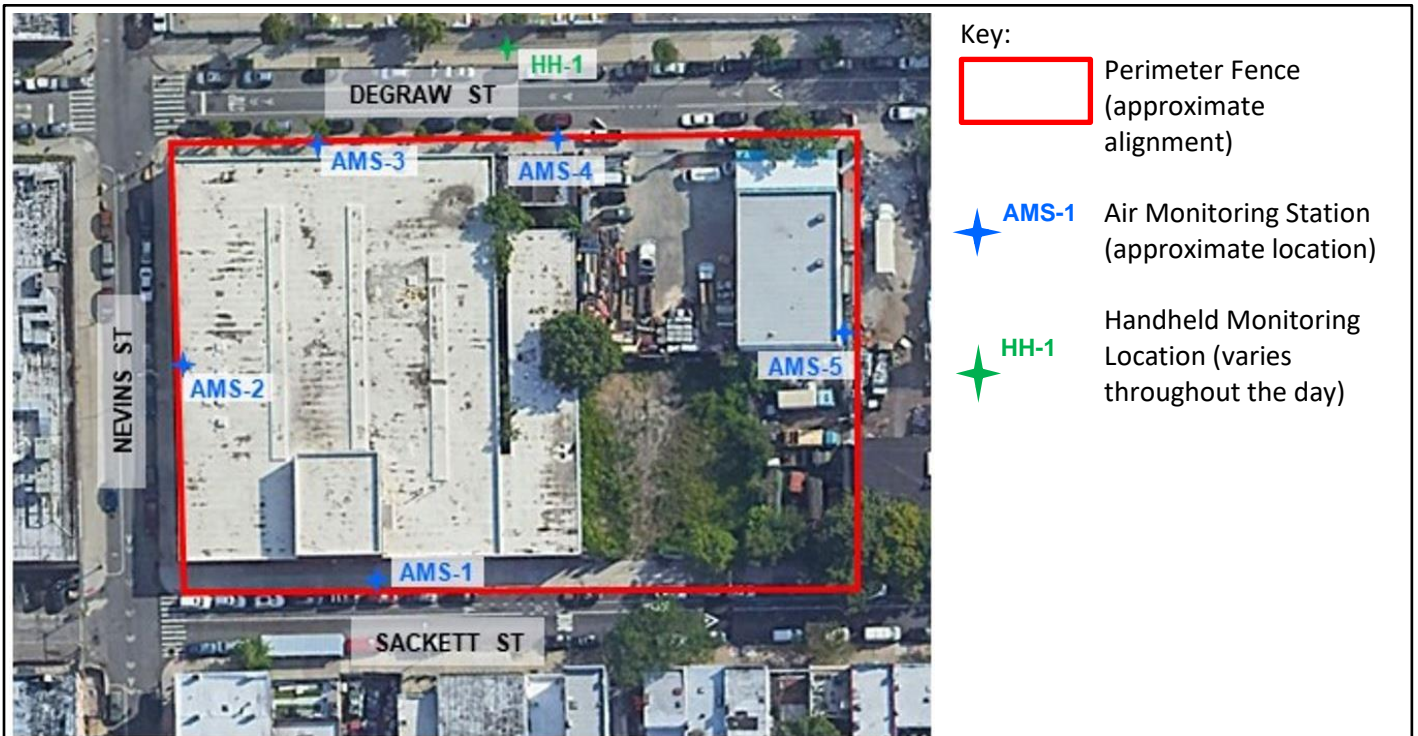 HH-1
DEGRAW ST
AMS-3
AMS-4
AMS-5
AMS-2
NEVINS ST
AMS-1
SACKETT ST
Key:
Perimeter Fence
(approximate
alignment)
AMS-1
Air Monitoring Station
(approximate location)
HH-1
Handheld Monitoring
Location (varies
throughout the day)